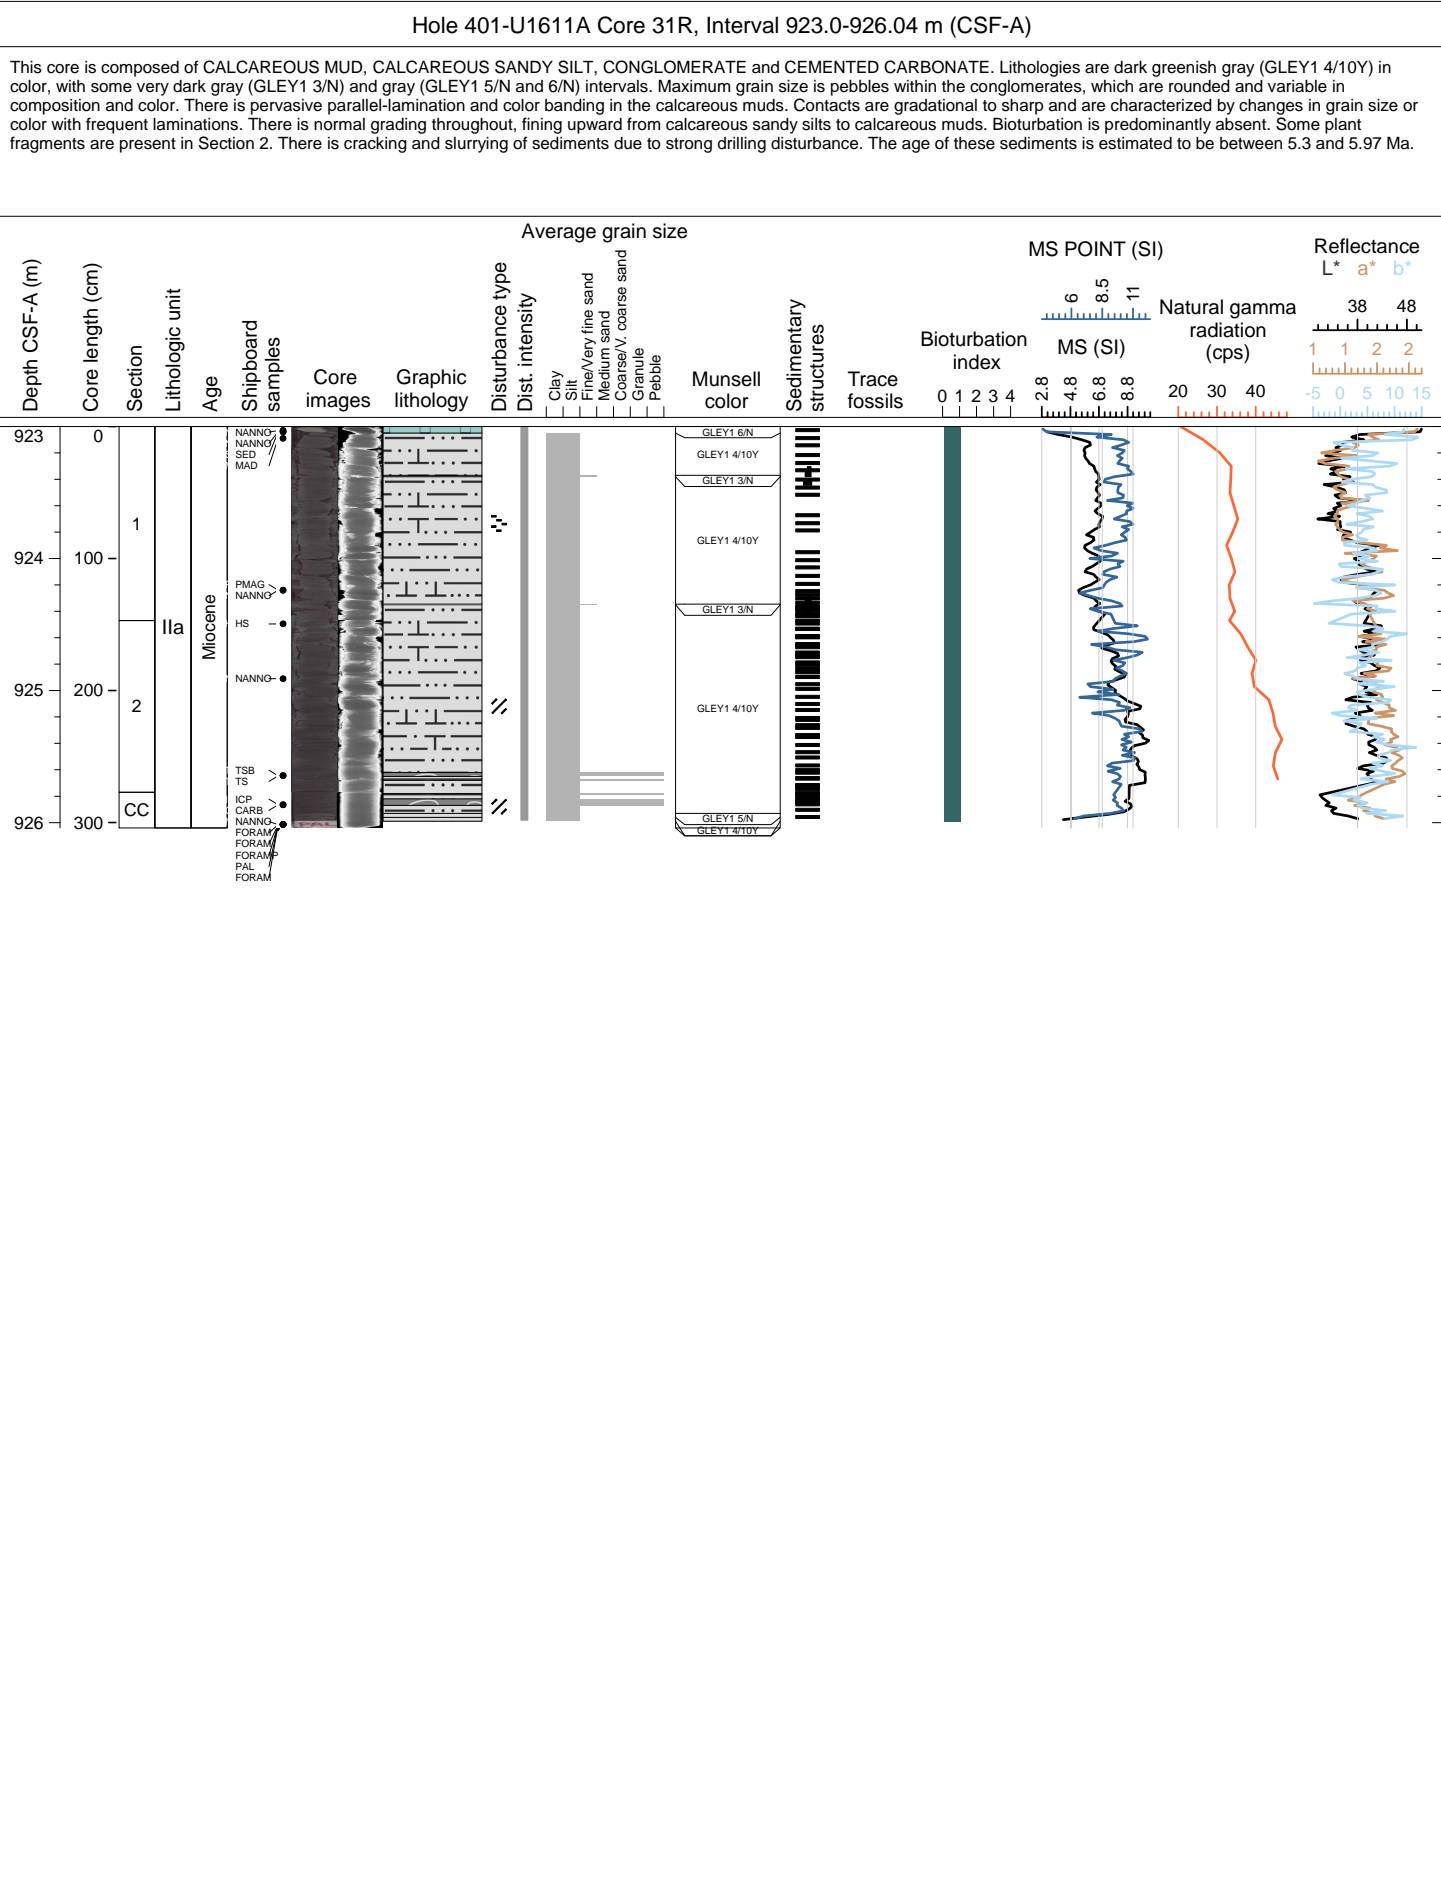 Hole 401-U1611A Core 31R, Interval 923.0-926.04 m (CSF-A)
This core is composed of CALCAREOUS MUD, CALCAREOUS SANDY SILT, CONGLOMERATE and CEMENTED CARBONATE. Lithologies are dark greenish gray (GLEY1 4/10Y) in
color, with some very dark gray (GLEY1 3/N) and gray (GLEY1 5/N and 6/N) intervals. Maximum grain size is pebbles within the conglomerates, which are rounded and variable in
composition and color. There is pervasive parallel-lamination and color banding in the calcareous muds. Contacts are gradational to sharp and are characterized by changes in grain size or
color with frequent laminations. There is normal grading throughout, fining upward from calcareous sandy silts to calcareous muds. Bioturbation is predominantly absent. Some plant
fragments are present in Section 2. There is cracking and slurrying of sediments due to strong drilling disturbance. The age of these sediments is estimated to be between 5.3 and 5.97 Ma.
Depth CSF-A (m)
Core length (cm)
Section
Lithologic unit
Age
Shipboard
samples
Core
images
Graphic
lithology
Disturbance type
Dist. intensity
Average grain size
Clay
Silt
Fine/Very fine sand
Medium sand
Coarse/V. coarse sand
Granule
Pebble
Munsell
color
Sedimentary
structures
Trace
fossils
Bioturbation
index
0 1 2 3 4
MS POINT (SI)
6 8.5 11
MS (SI)
2.8 4.8 6.8 8.8
Natural gamma
radiation
(cps)
20 30 40
Reflectance
L* a* b*
38 48
1 1 2 2
-5 0 5 10 15
923
924
925
926
0
100
200
300
1
2
CC
IIa
Miocene
NANNO
NANNO
SED
MAD
PMAG
NANNO
HS
NANNO
TSB
TS
ICP
CARB
NANNO
FORAM
FORAM
FORAMP
PAL
FORAM
PAL
GLEY1 6/N
GLEY1 4/10Y
GLEY1 3/N
GLEY1 4/10Y
GLEY1 3/N
GLEY1 4/10Y
GLEY1 5/N
GLEY1 4/10Y